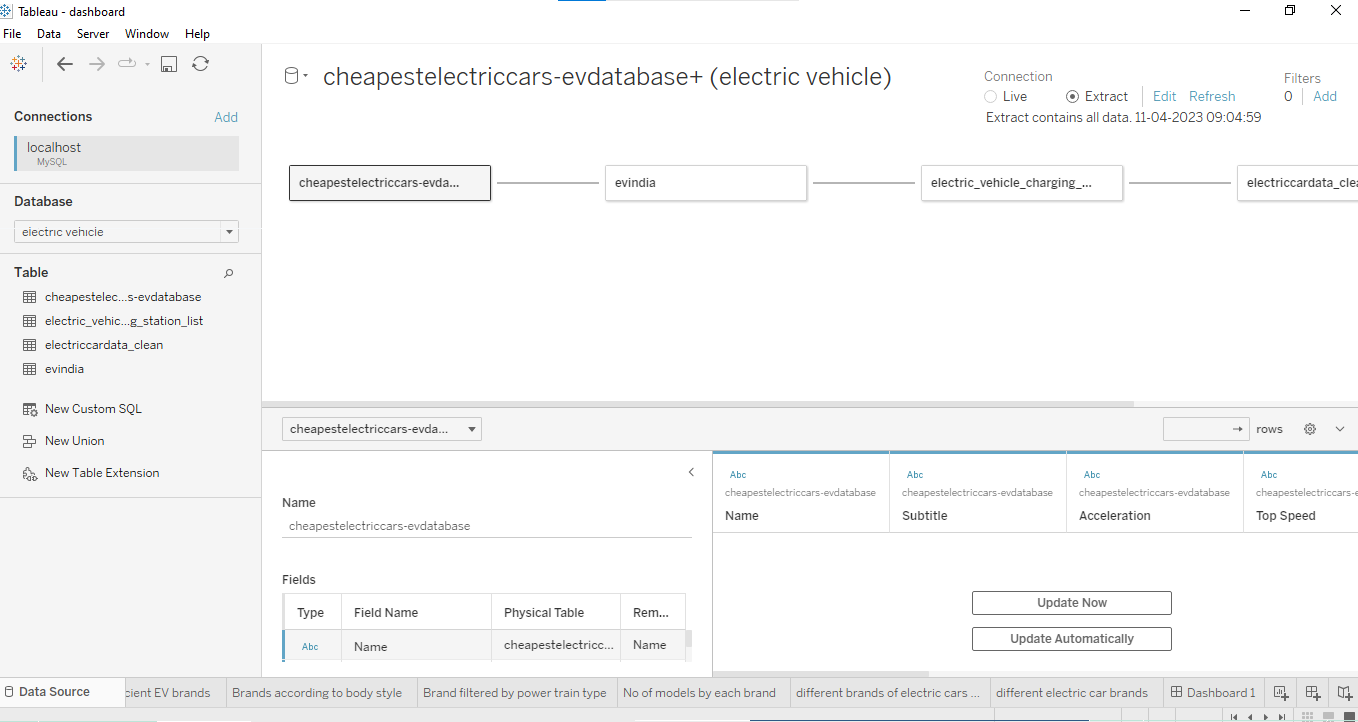 Tableau - dashboard
File Data Server Window Help
cheapestelectriccars-evdatabase+ (electric vehicle)
Connection
Live Extract Edit Refresh
Extract contains all data. 11-04-2023 09:04:59
Filters
0 Add
Connections Add
localhost
MySQL
Database
electric vehicle
Table
cheapestelec...s-evdatabase
electric_vehic...g_station_list
electriccardata_clean
evindia
New Custom SQL
New Union
New Table Extension
cheapestelectriccars-evda...
evindia
electric_vehicle_charging_...
electriccardata_clea
cheapestelectriccars-evda...
rows
Name
cheapestelectriccars-evdatabase
Fields
Type Field Name Physical Table Rem...
Abc Name cheapestelectricc... Name
Abc Abc Abc Abc
cheapestelectriccars-evdatabase cheapestelectriccars-evdatabase cheapestelectriccars-evdatabase cheapestelectriccars-e
Name Subtitle Acceleration Top Speed
Update Now
Update Automatically
Data Source cient EV brands Brands according to body style Brand filtered by power train type No of models by each brand different brands of electric cars ... different electric car brands Dashboard 1